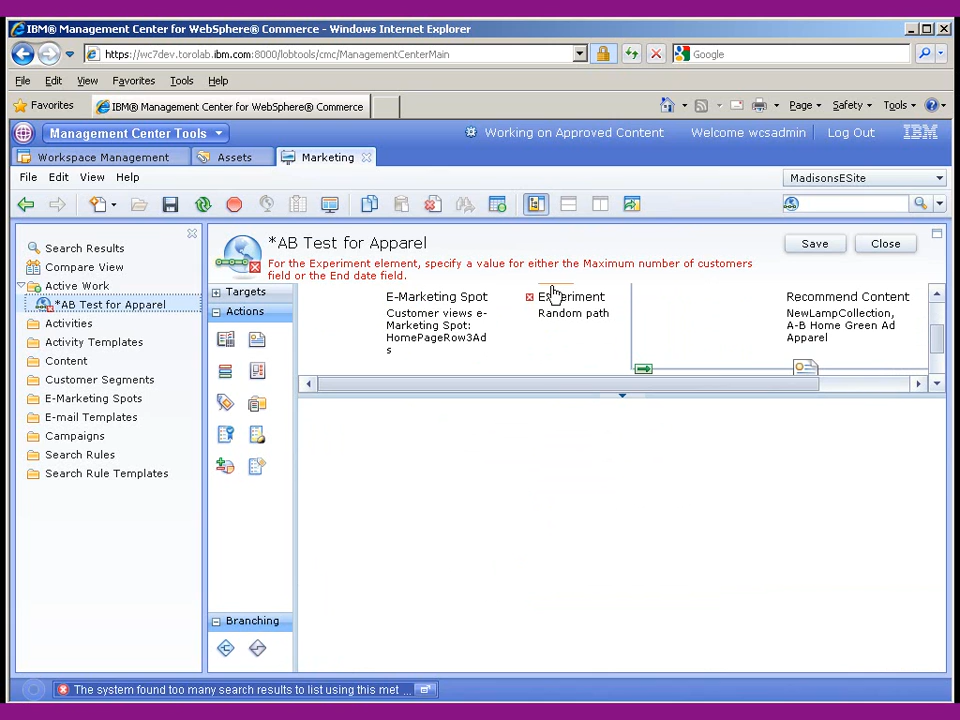 IBM® Management Center for WebSphere® Commerce - Windows Internet Explorer
https://wc7dev.torolab.ibm.com:8000/lobtools/cmc/ManagementCenterMain
Google
File Edit View Favorites Tools Help
Favorites IBM® Management Center for WebSphere® Commerce Page Safety Tools
Management Center Tools Working on Approved Content Welcome wcsadmin Log Out IBM
Workspace Management Assets Marketing
File Edit View Help MadisonsESite
Search Results
Compare View
Active Work
*AB Test for Apparel
Activities
Activity Templates
Content
Customer Segments
E-Marketing Spots
E-mail Templates
Campaigns
Search Rules
Search Rule Templates
*AB Test for Apparel
Save Close
For the Experiment element, specify a value for either the Maximum number of customers
field or the End date field.
Targets
Actions
Branching
E-Marketing Spot
Customer views e-
Marketing Spot:
HomePageRow3Ad
s
Experiment
Random path
Recommend Content
NewLampCollection,
A-B Home Green Ad
Apparel
The system found too many search results to list using this met ...